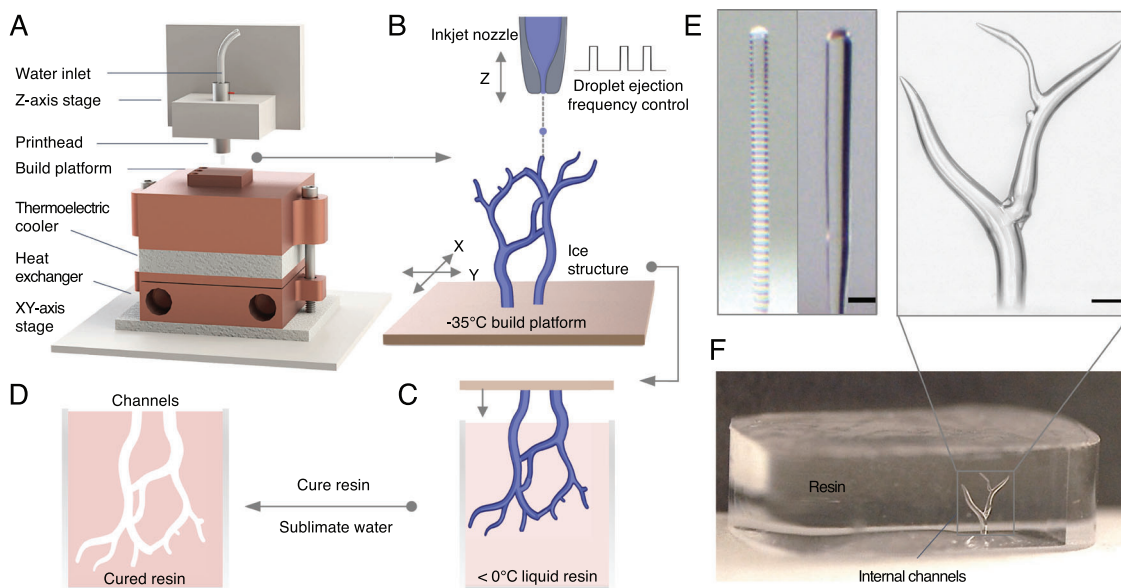 A
Water inlet
Z-axis stage
Printhead
Build platform
Thermoelectric
cooler
Heat
exchanger
XY-axis
stage
B
Inkjet nozzle
Z
Droplet ejection
frequency control
X
Y
Ice
structure
-35°C build platform
E
D
Channels
Cured resin
Cure resin
Sublimate water
C
< 0°C liquid resin
F
Resin
Internal channels